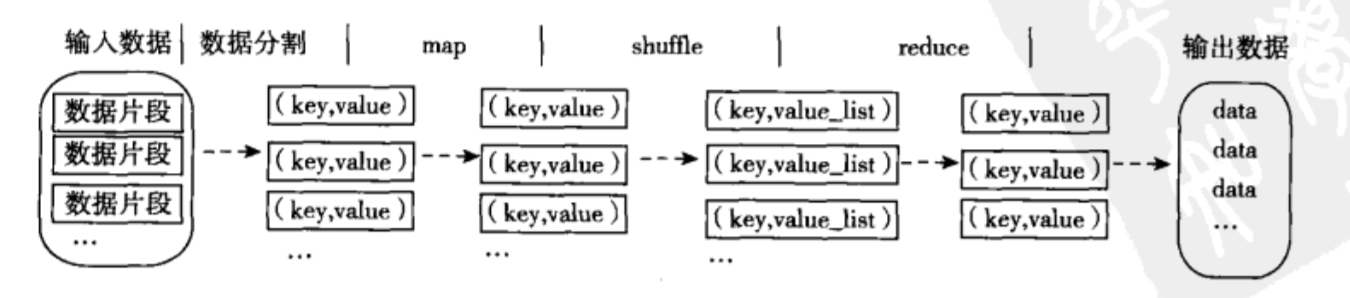 输入数据 数据分割 map shuffle reduce 输出数据
数据片段 (key,value) (key,value) (key,value_list) (key,value) data
数据片段 (key,value) (key,value) (key,value_list) (key,value) data
数据片段 (key,value) (key,value) (key,value_list) (key,value) data
... ... ... ... ...